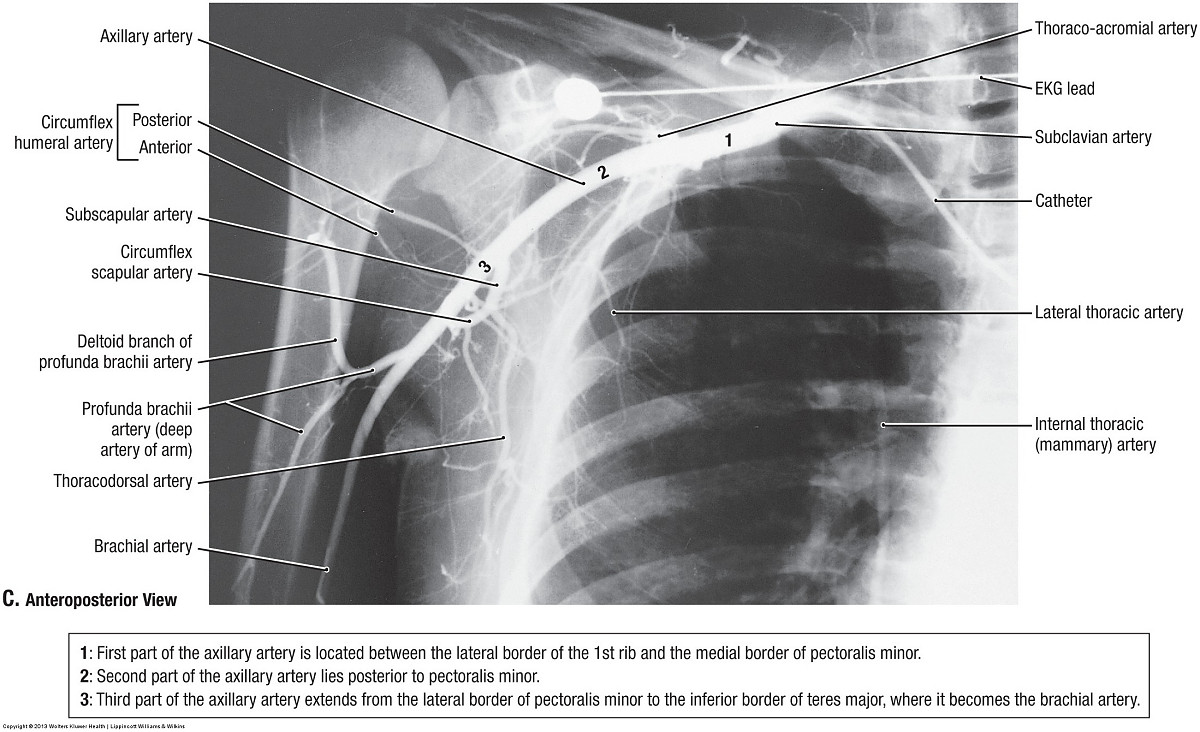 Axillary artery
Circumflex
humeral artery
Posterior
Anterior
Subscapular artery
Circumflex
scapular artery
Deltoid branch of
profunda brachii artery
Profunda brachii
artery (deep
artery of arm)
Thoracodorsal artery
Brachial artery
Thoraco-acromial artery
EKG lead
Subclavian artery
Catheter
Lateral thoracic artery
Internal thoracic
(mammary) artery
1
2
3
C. Anteroposterior View
1: First part of the axillary artery is located between the lateral border of the 1st rib and the medial border of pectoralis minor.
2: Second part of the axillary artery lies posterior to pectoralis minor.
3: Third part of the axillary artery extends from the lateral border of pectoralis minor to the inferior border of teres major, where it becomes the brachial artery.
Copyright © 2013 Wolters Kluwer Health | Lippincott Williams & Wilkins